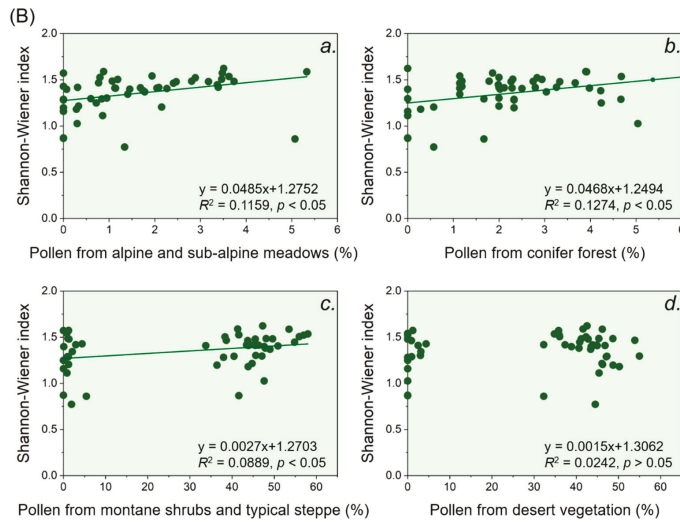 (B)
a.
Shannon-Wiener index
2.0
1.5
1.0
0.5
0.0
y = 0.0485x+1.2752
R² = 0.1159, p < 0.05
0 1 2 3 4 5 6
Pollen from alpine and sub-alpine meadows (%)
b.
Shannon-Wiener index
2.0
1.5
1.0
0.5
0.0
y = 0.0468x+1.2494
R² = 0.1274, p < 0.05
0 1 2 3 4 5 6
Pollen from conifer forest (%)
c.
Shannon-Wiener index
2.0
1.5
1.0
0.5
0.0
y = 0.0027x+1.2703
R² = 0.0889, p < 0.05
0 10 20 30 40 50 60
Pollen from montane shrubs and typical steppe (%)
d.
Shannon-Wiener index
2.0
1.5
1.0
0.5
0.0
y = 0.0015x+1.3062
R² = 0.0242, p > 0.05
0 10 20 30 40 50 60
Pollen from desert vegetation (%)